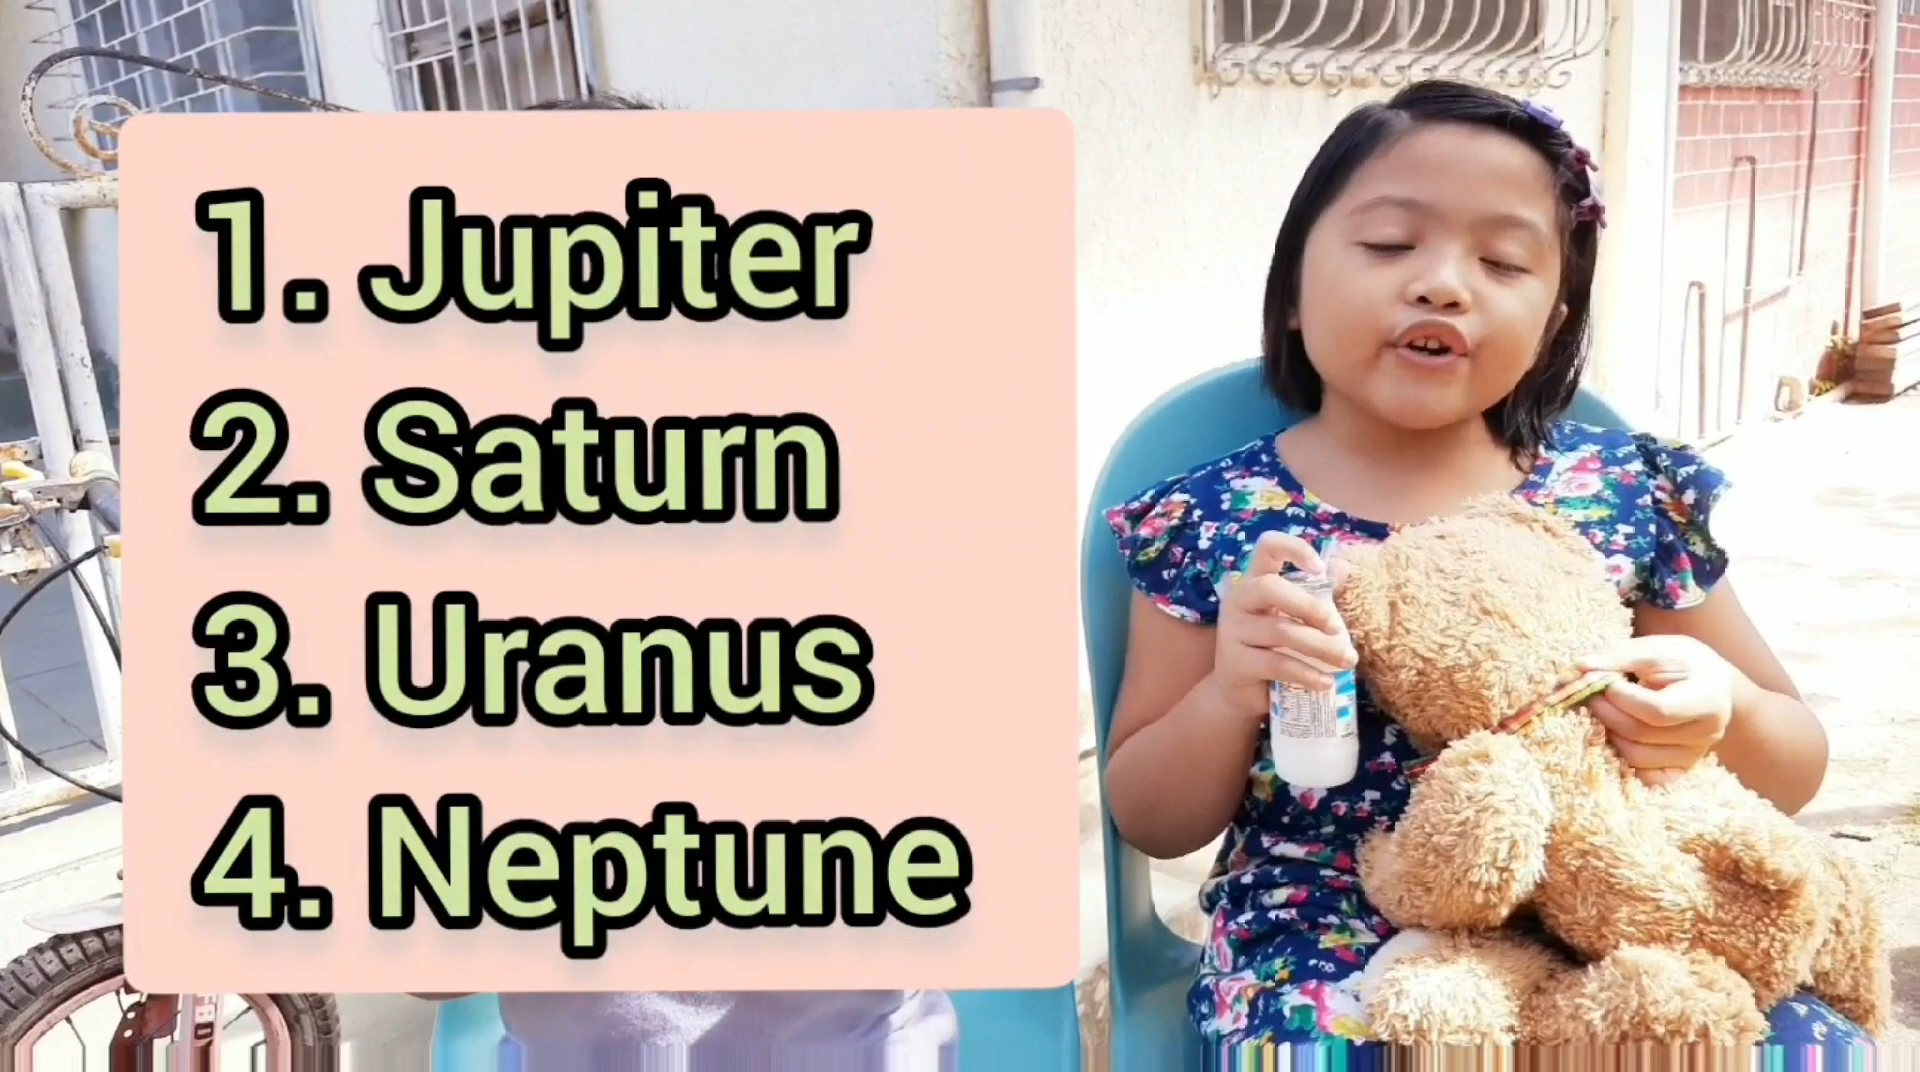 1. Jupiter
2. Saturn
3. Uranus
4. Neptune